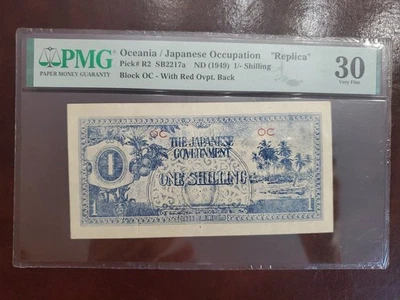 PMG
PAPER MONEY GUARANTY
Oceania / Japanese Occupation "Replica"
Pick# R2 SB2217a ND (1949) 1/- Shilling
Block OC - With Red Ovpt. Back
30
Very Fine
OC OC
THE JAPANESE
GOVERNMENT
1
ONE SHILLING
1 1